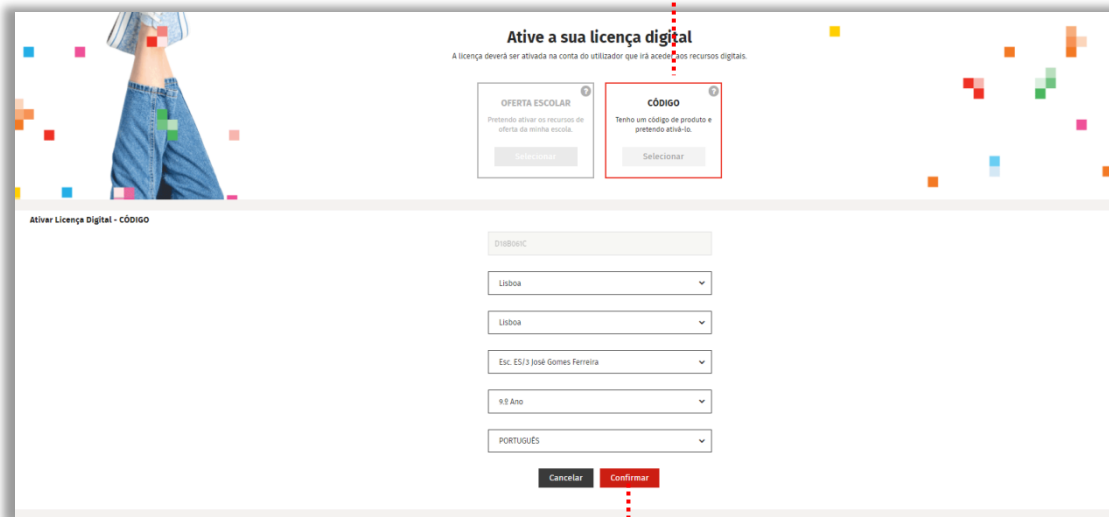 Ative a sua licença digital
A licença deverá ser ativada na conta do utilizador que irá aceder aos recursos digitais.
OFERTA ESCOLAR
?
Pretendo ativar os recursos de
oferta da minha escola.
Selecionar
CÓDIGO
?
Tenho um código de produto e
pretendo ativá-lo.
Selecionar
Ativar Licença Digital - CÓDIGO
Lisboa
Lisboa
Esc. ES/3 José Gomes Ferreira
9.º Ano
PORTUGUÊS
Cancelar
Confirmar